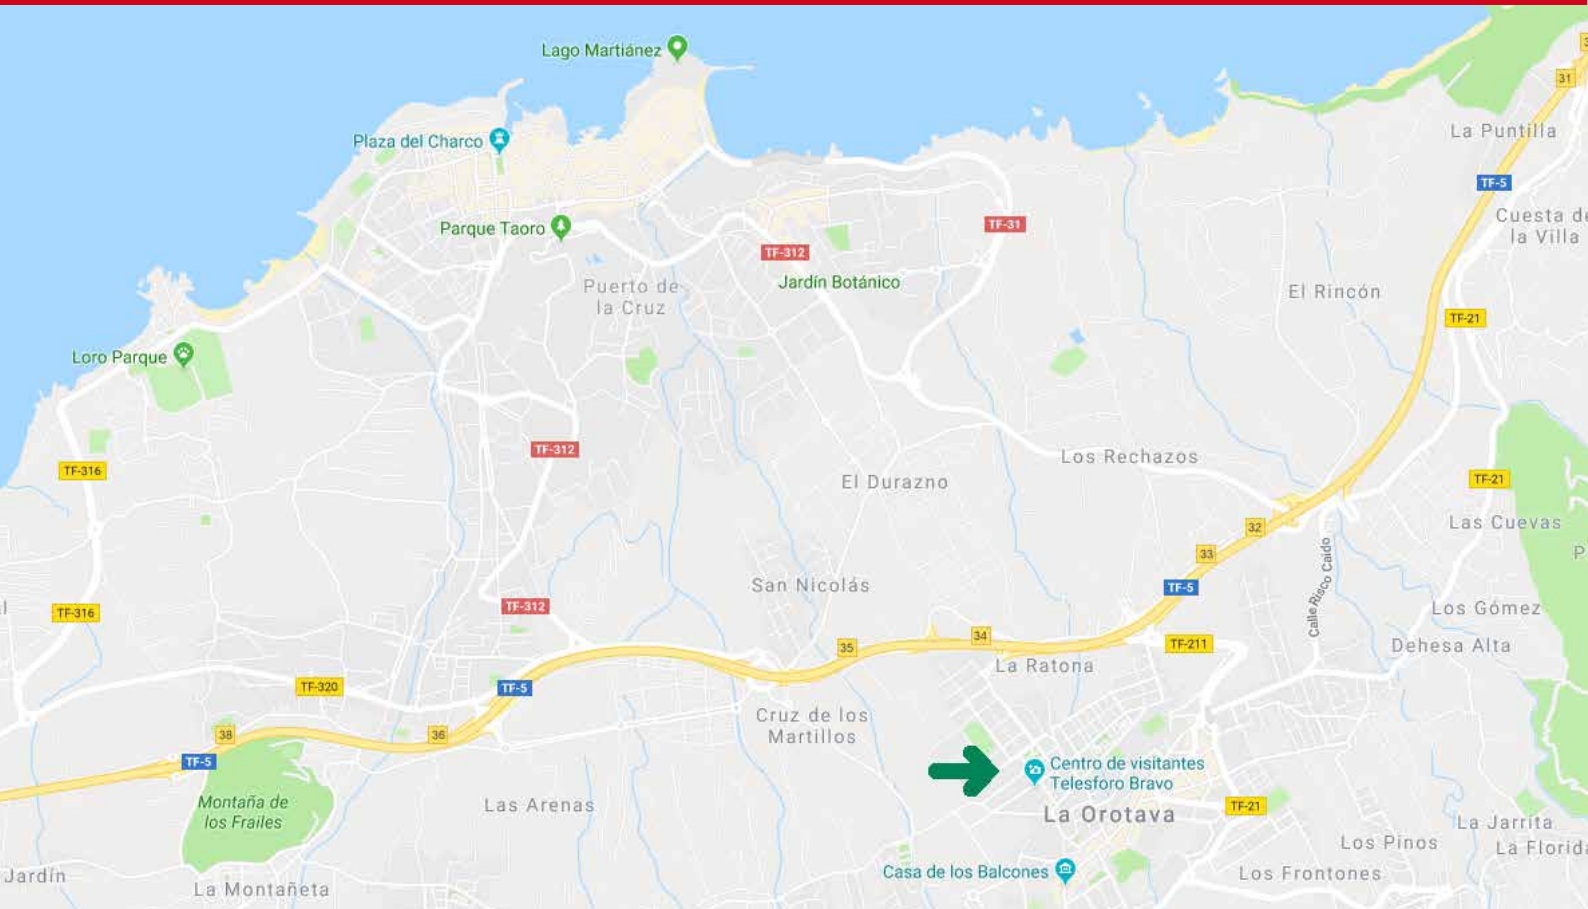 Lago Martiánez
31
La Puntilla
Plaza del Charco
TF-5
Cuesta de
la Villa
Parque Taoro
TF-31
TF-312
Jardín Botánico
Puerto de
la Cruz
El Rincón
TF-21
Loro Parque
TF-312
Los Rechazos
TF-316
El Durazno
TF-21
Las Cuevas
32
33
Calle Risco Caido
San Nicolás
TF-5
TF-312
TF-316
Los Gómez
34
35
TF-211
Dehesa Alta
La Ratona
TF-320
TF-5
Cruz de los
Martillos
38
36
TF-5
Centro de visitantes
Telesforo Bravo
Montaña de
los Frailes
Las Arenas
La Orotava
TF-21
La Jarrita
Los Pinos
La Florida
Jardín
La Montañeta
Casa de los Balcones
Los Frontones